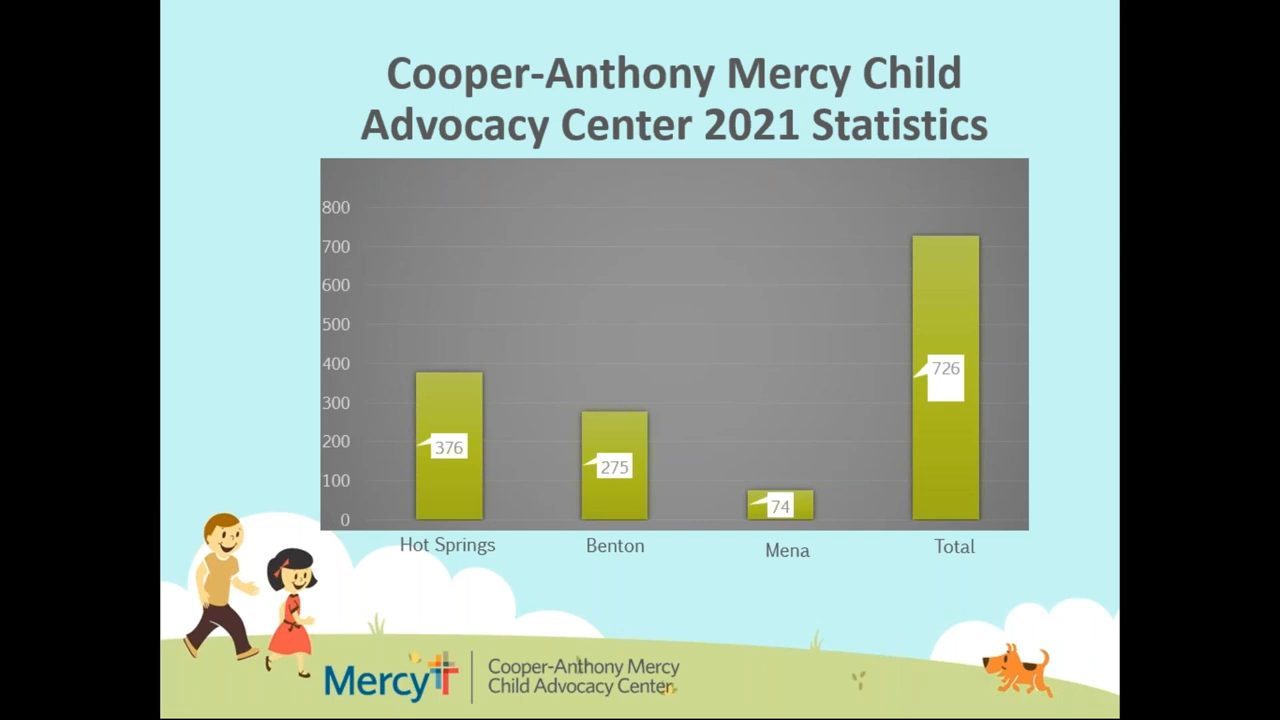 Cooper-Anthony Mercy Child
Advocacy Center 2021 Statistics
800
700
600
500
400
300
200
100
0
376
275
74
726
Hot Springs
Benton
Mena
Total
Mercy
Cooper-Anthony Mercy
Child Advocacy Center